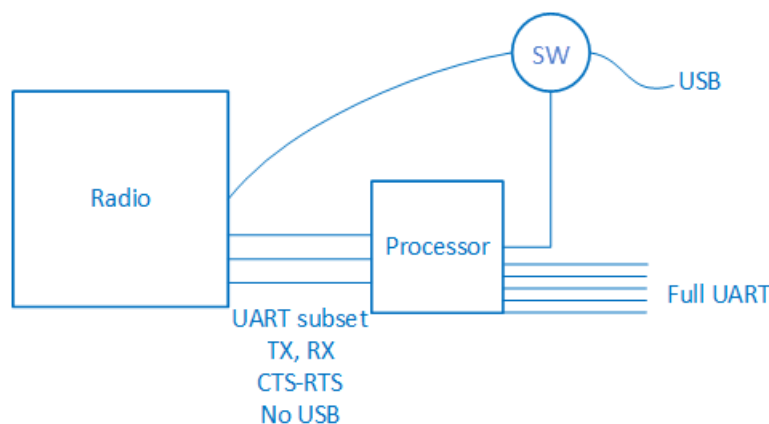 SW
USB
Radio
Processor
Full UART
UART subset
TX, RX
CTS-RTS
No USB